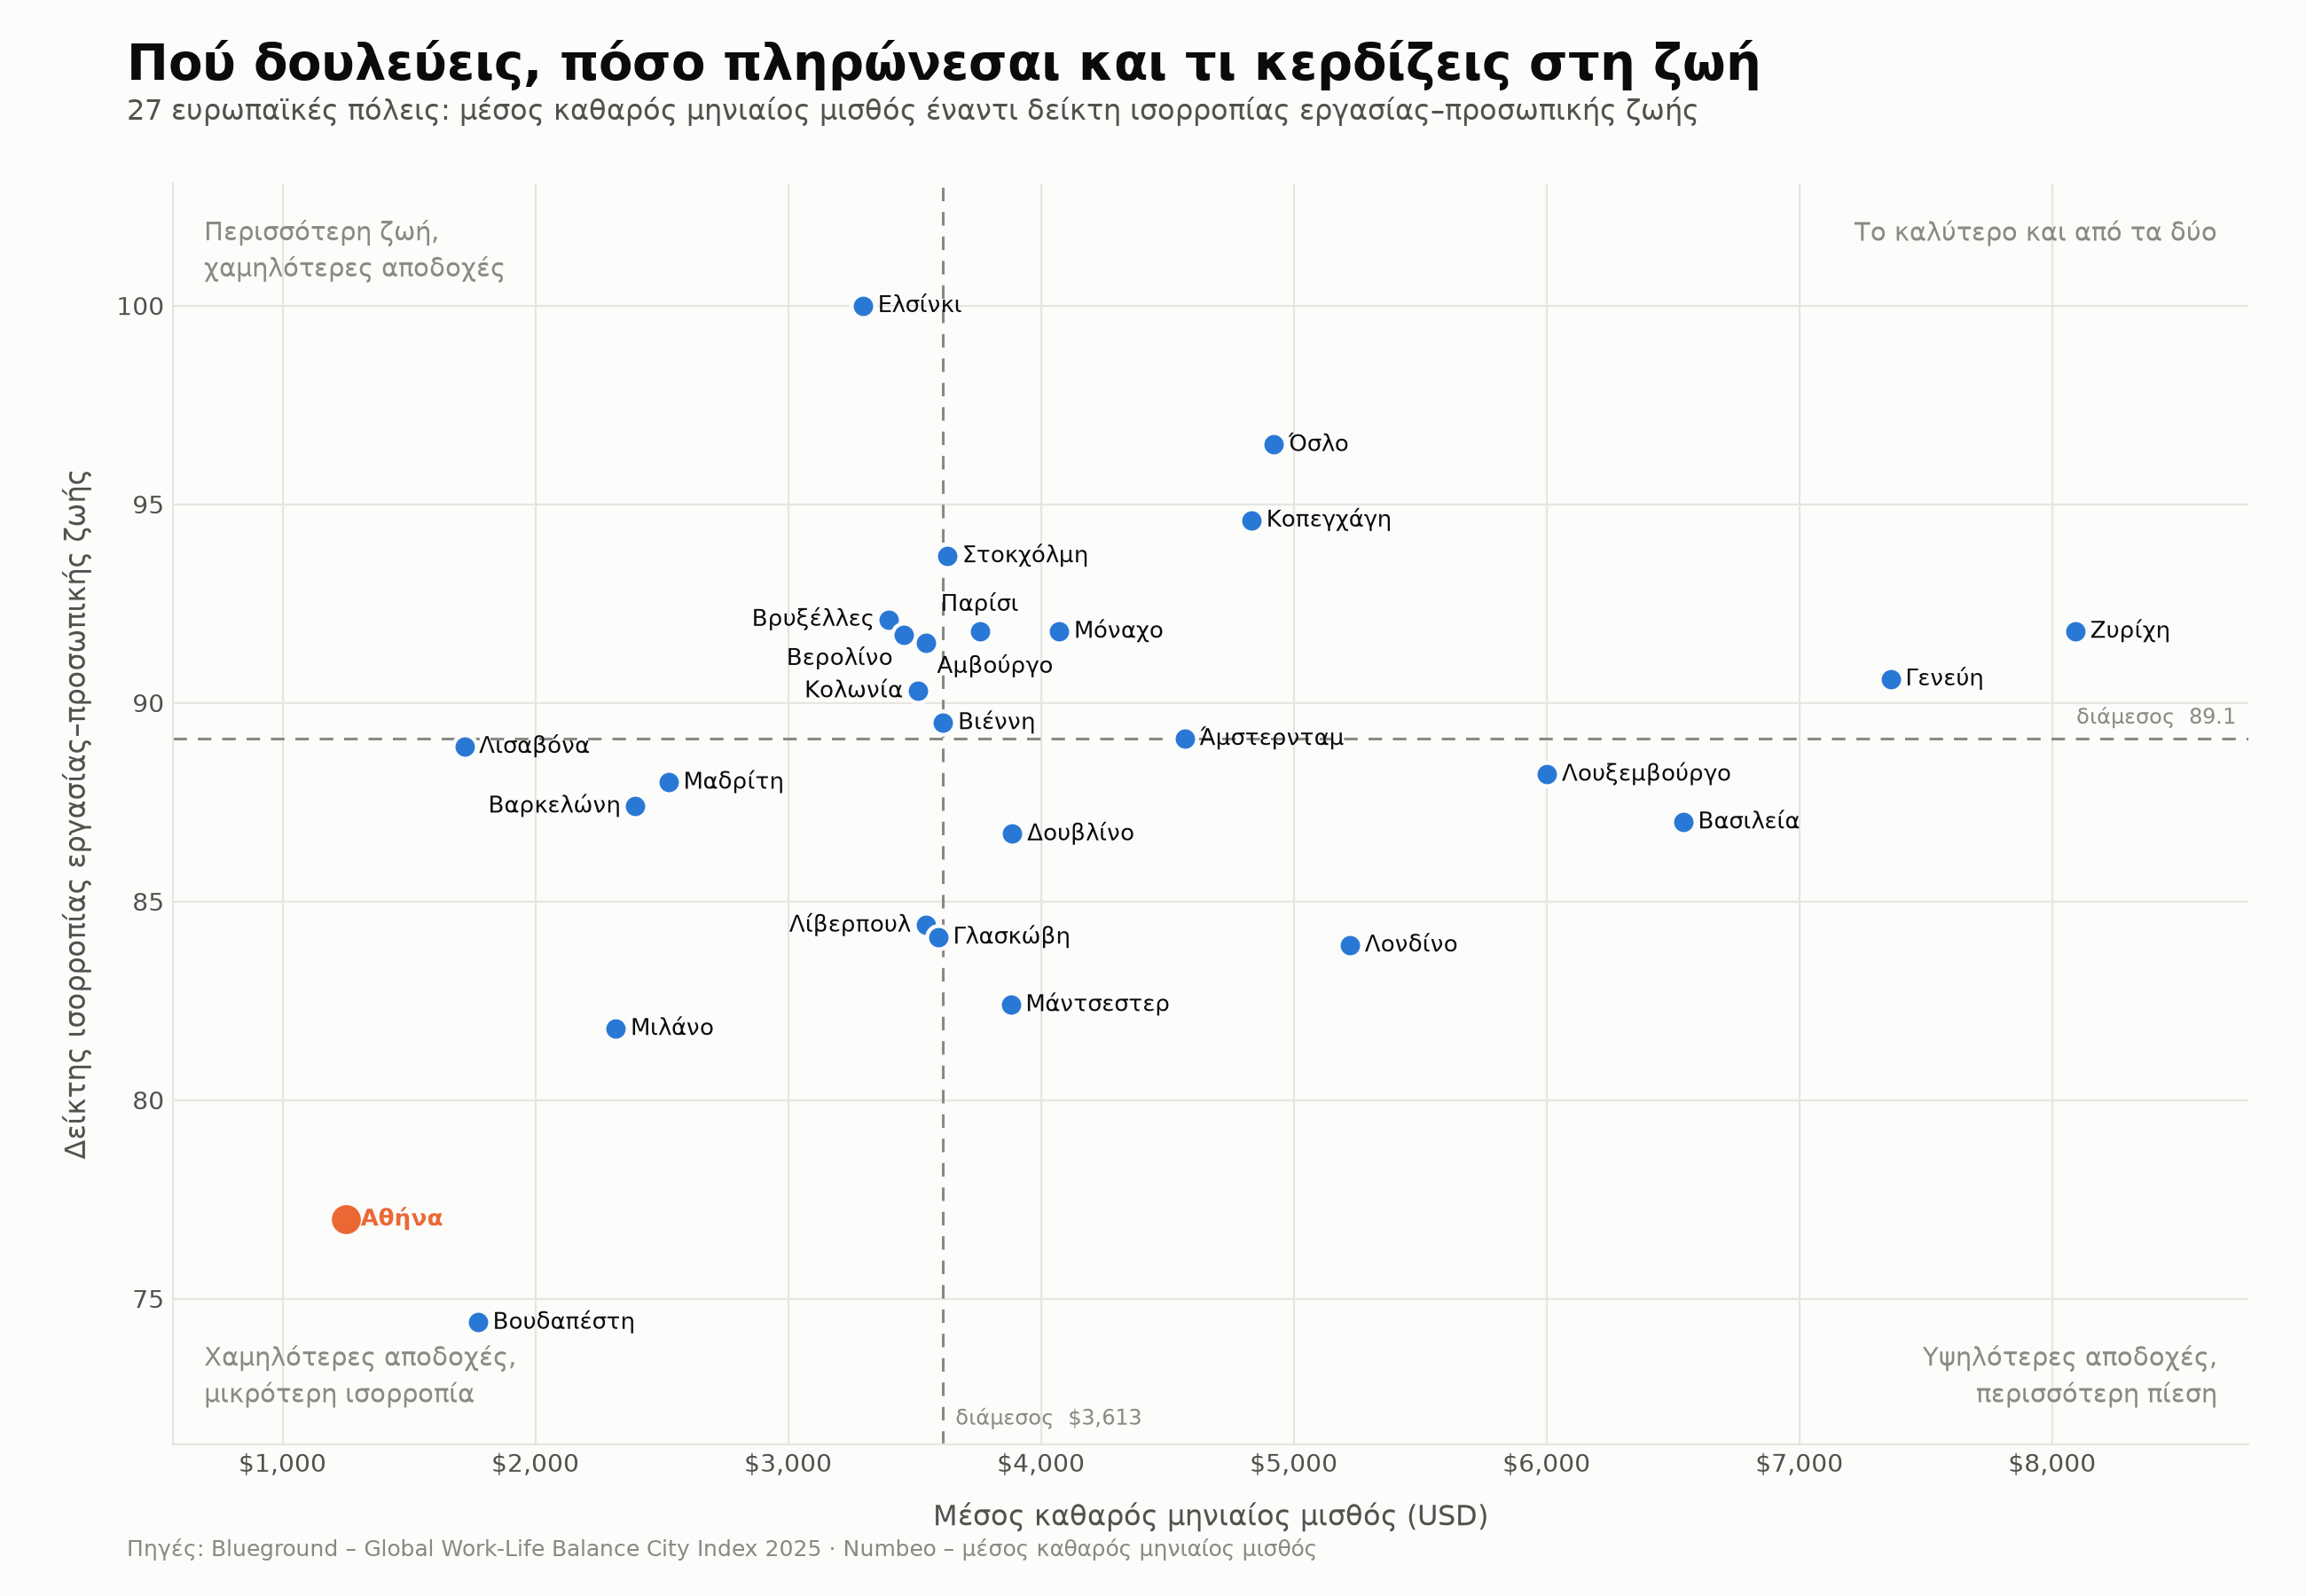 Πού δουλεύεις, πόσο πληρώνεσαι και τι κερδίζεις στη ζωή
27 ευρωπαϊκές πόλεις: μέσος καθαρός μηνιαίος μισθός έναντι δείκτη ισορροπίας εργασίας–προσωπικής ζωής
Περισσότερη ζωή,
χαμηλότερες αποδοχές
Το καλύτερο και από τα δύο
100
Ελσίνκι
Όσλο
95
Κοπεγχάγη
Στοκχόλμη
Παρίσι
Βρυξέλλες
Μόναχο
Ζυρίχη
Βερολίνο
Αμβούργο
Γενεύη
Κολωνία
90
διάμεσος 89.1
Βιέννη
Λισαβόνα
Άμστερνταμ
Μαδρίτη
Λουξεμβούργο
Βαρκελώνη
Βασιλεία
Δουβλίνο
85
Λίβερπουλ
Γλασκώβη
Λονδίνο
Μάντσεστερ
Μιλάνο
80
Αθήνα
75
Βουδαπέστη
Χαμηλότερες αποδοχές,
μικρότερη ισορροπία
Υψηλότερες αποδοχές,
περισσότερη πίεση
διάμεσος $3,613
Δείκτης ισορροπίας εργασίας–προσωπικής ζωής
$1,000 $2,000 $3,000 $4,000 $5,000 $6,000 $7,000 $8,000
Μέσος καθαρός μηνιαίος μισθός (USD)
Πηγές: Blueground – Global Work-Life Balance City Index 2025 · Numbeo – μέσος καθαρός μηνιαίος μισθός